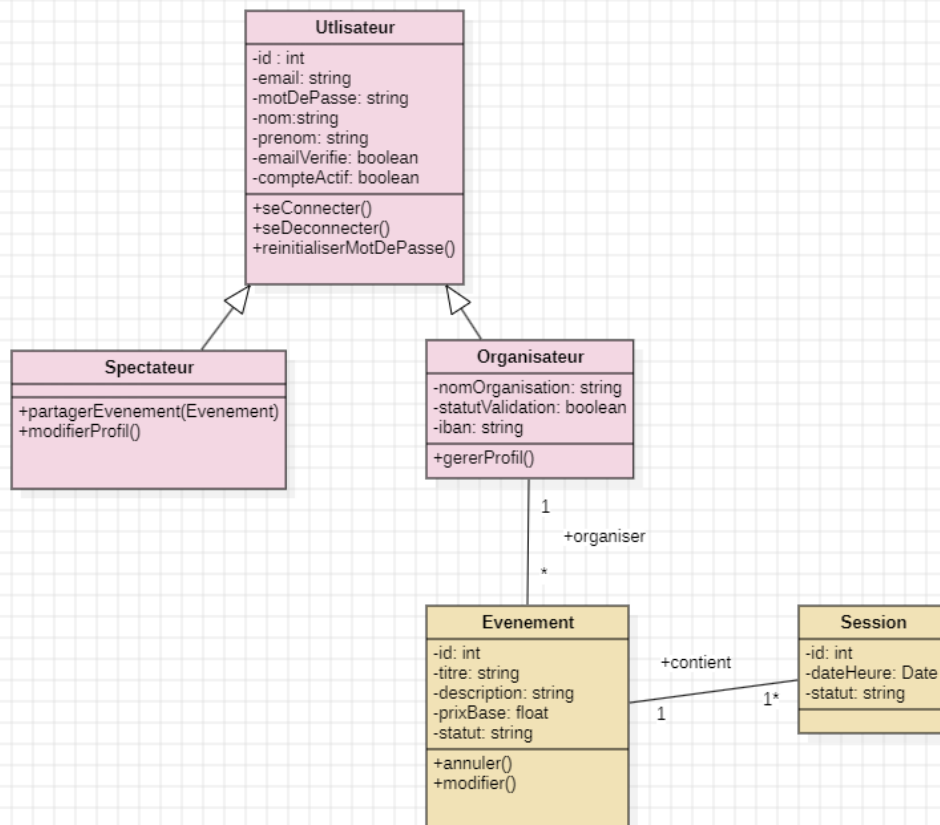 Utlisateur
-id : int
-email: string
-motDePasse: string
-nom:string
-prenom: string
-emailVerifie: boolean
-compteActif: boolean
+seConnecter()
+seDeconnecter()
+reinitialiserMotDePasse()
Spectateur
+partagerEvenement(Evenement)
+modifierProfil()
Organisateur
-nomOrganisation: string
-statutValidation: boolean
-iban: string
+gererProfil()
1
+organiser
*
Evenement
-id: int
-titre: string
-description: string
-prixBase: float
-statut: string
+annuler()
+modifier()
+contient
1
1*
Session
-id: int
-dateHeure: Date
-statut: string